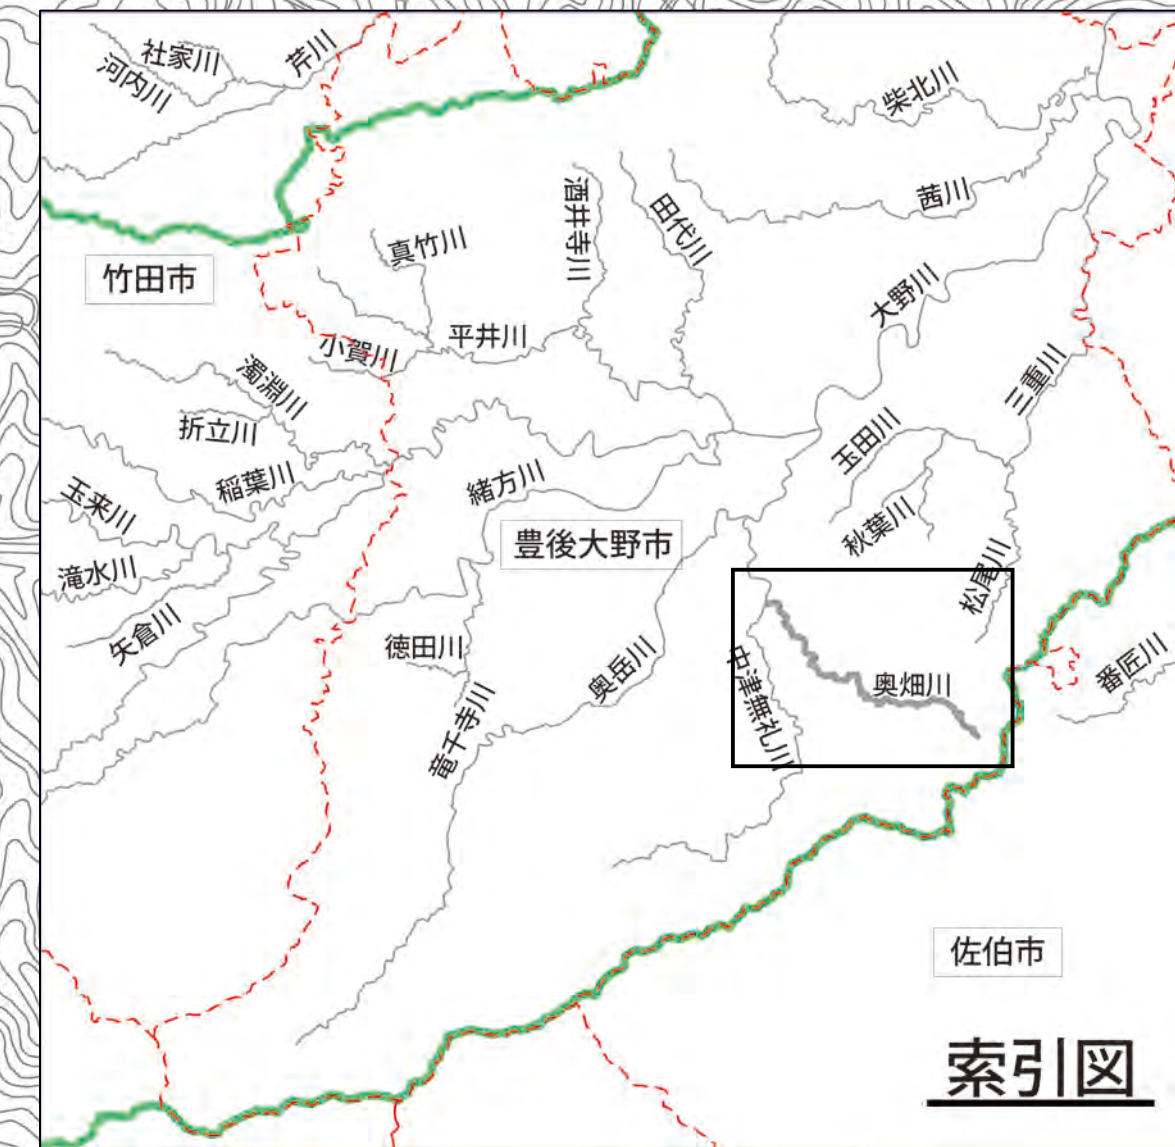 社家川
芹川
河内川
柴北川
酒井寺川
茜川
田代川
真竹川
竹田市
大野川
平井川
小賀川
濁淵川
三重川
折立川
玉田川
稲葉川
緒方川
玉来川
秋葉川
豊後大野市
滝水川
松尾川
矢倉川
徳田川
奥岳川
中津無礼川
奥畑川
番匠川
竜千寺川
佐伯市
索引図